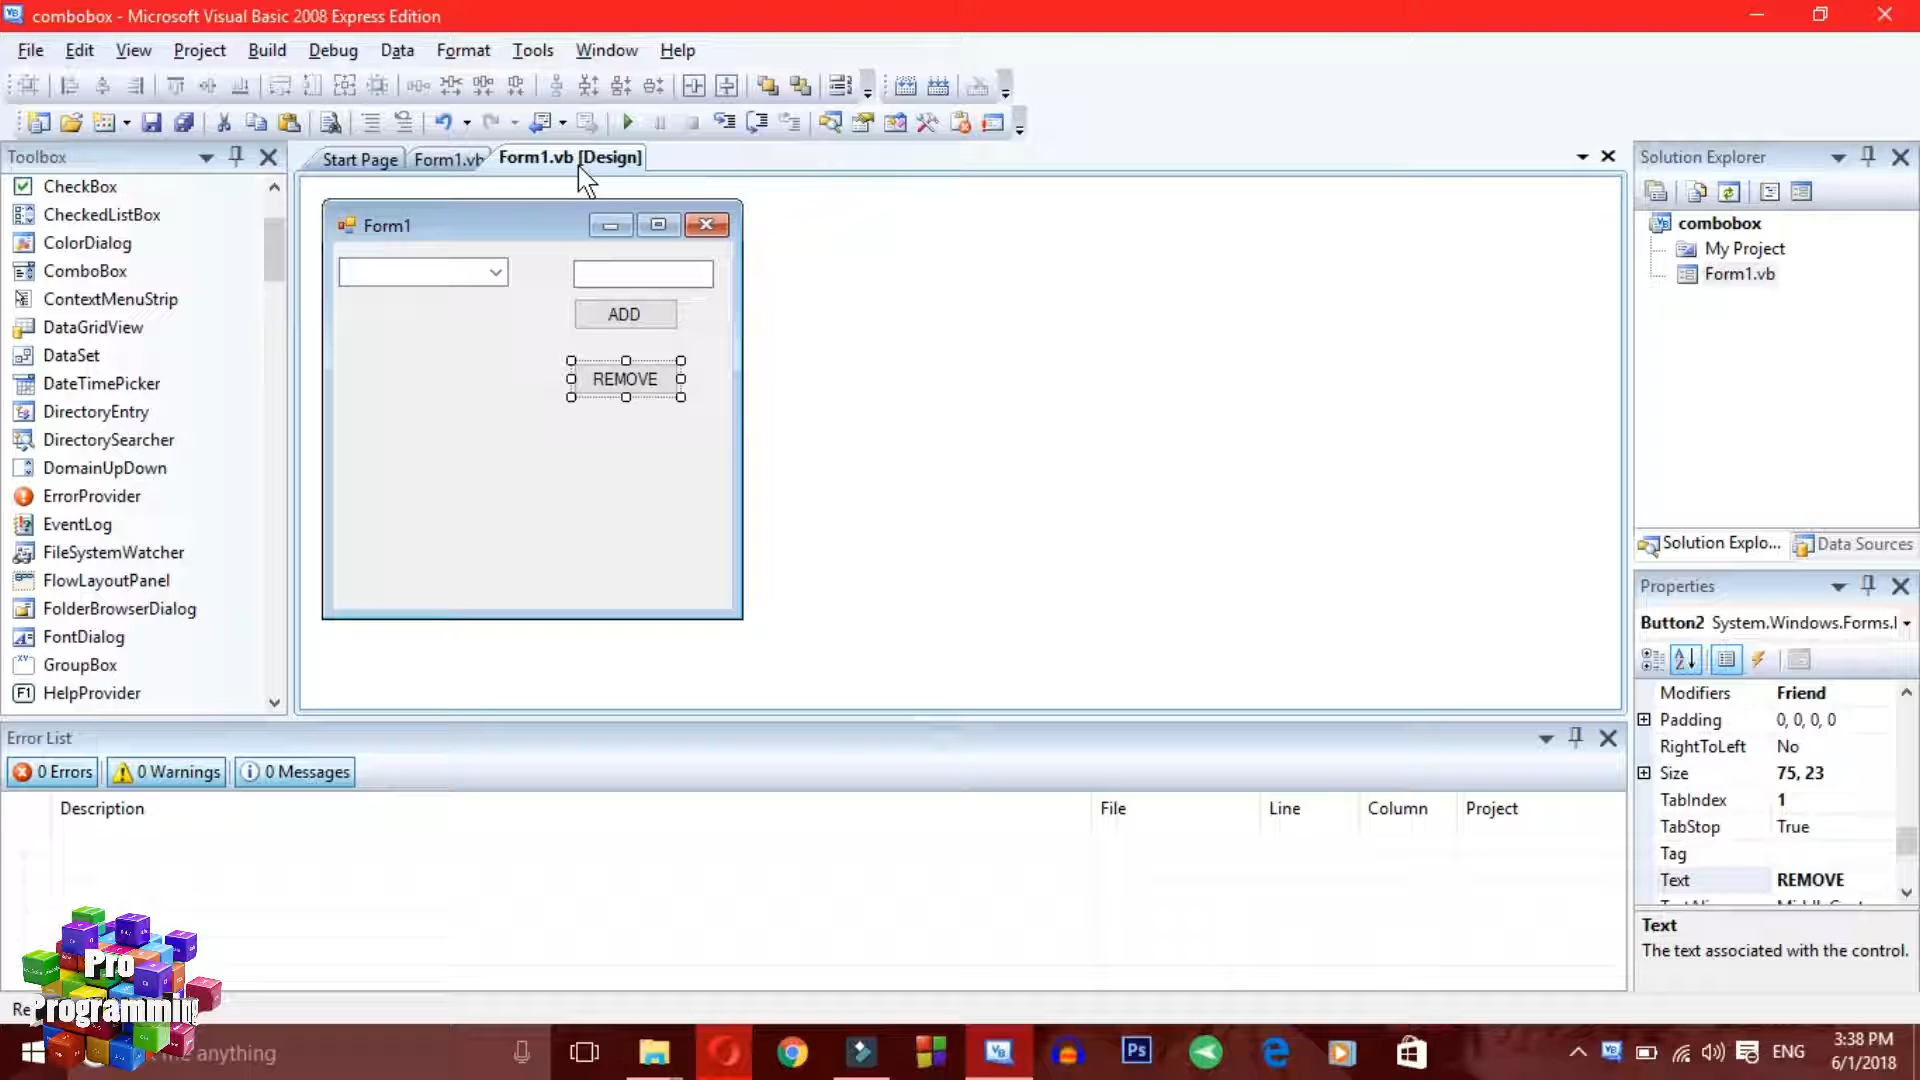 combobox - Microsoft Visual Basic 2008 Express Edition
File Edit View Project Build Debug Data Format Tools Window Help
Toolbox
CheckBox
CheckedListBox
ColorDialog
ComboBox
ContextMenuStrip
DataGridView
DataSet
DateTimePicker
DirectoryEntry
DirectorySearcher
DomainUpDown
ErrorProvider
EventLog
FileSystemWatcher
FlowLayoutPanel
FolderBrowserDialog
FontDialog
GroupBox
HelpProvider
Start Page Form1.vb Form1.vb [Design]
Form1
ADD
REMOVE
Solution Explorer
combobox
My Project
Form1.vb
Solution Explo... Data Sources
Properties
Button2 System.Windows.Forms.
Modifiers Friend
Padding 0, 0, 0, 0
RightToLeft No
Size 75, 23
TabIndex 1
TabStop True
Tag
Text REMOVE
Text
The text associated with the control.
Error List
0 Errors 0 Warnings 0 Messages
Description File Line Column Project
Pro
Programming
anything
Ps
ENG
3:38 PM
6/1/2018